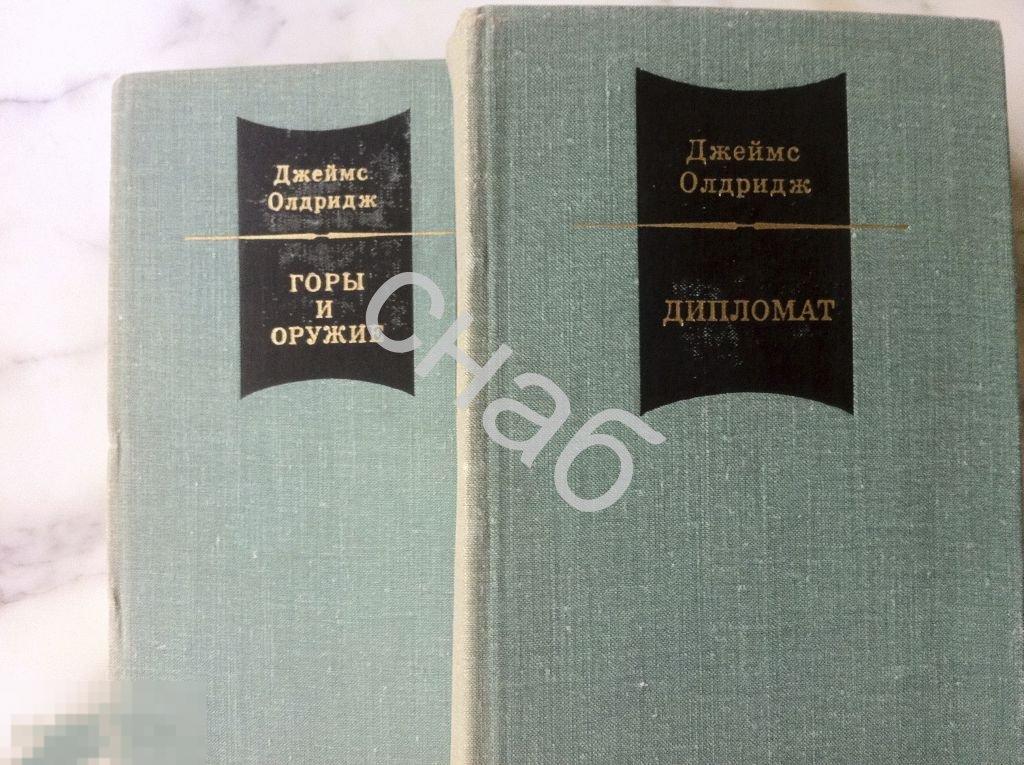 Джеймс
Олдридж
ГОРЫ
И
ОРУЖИЕ
Джеймс
Олдридж
ДИПЛОМАТ
снаб